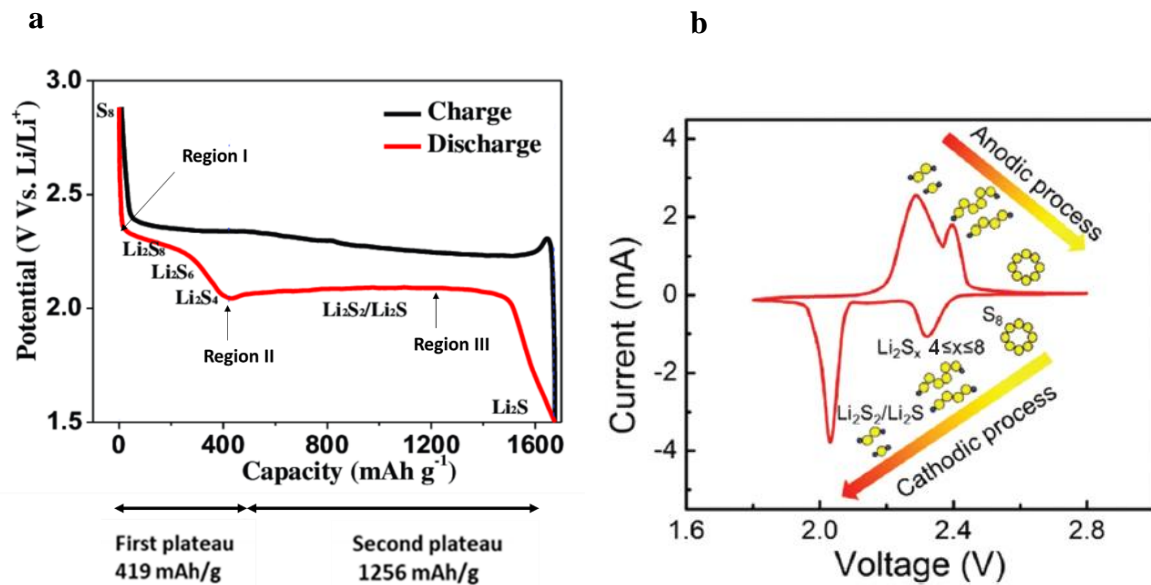 a
3.0
2.5
2.0
1.5
Potential (V Vs. Li/Li⁺)
S₈
Charge
Discharge
Region I
Li₂S₈
Li₂S₆
Li₂S₄
Li₂S₂/Li₂S
Region II
Region III
Li₂S
0 400 800 1200 1600
Capacity (mAh g⁻¹)
First plateau
419 mAh/g
Second plateau
1256 mAh/g
b
4
2
0
-2
-4
Current (mA)
Anodic process
S₈
Li₂Sₓ 4≤x≤8
Li₂S₂/Li₂S
Cathodic process
1.6 2.0 2.4 2.8
Voltage (V)